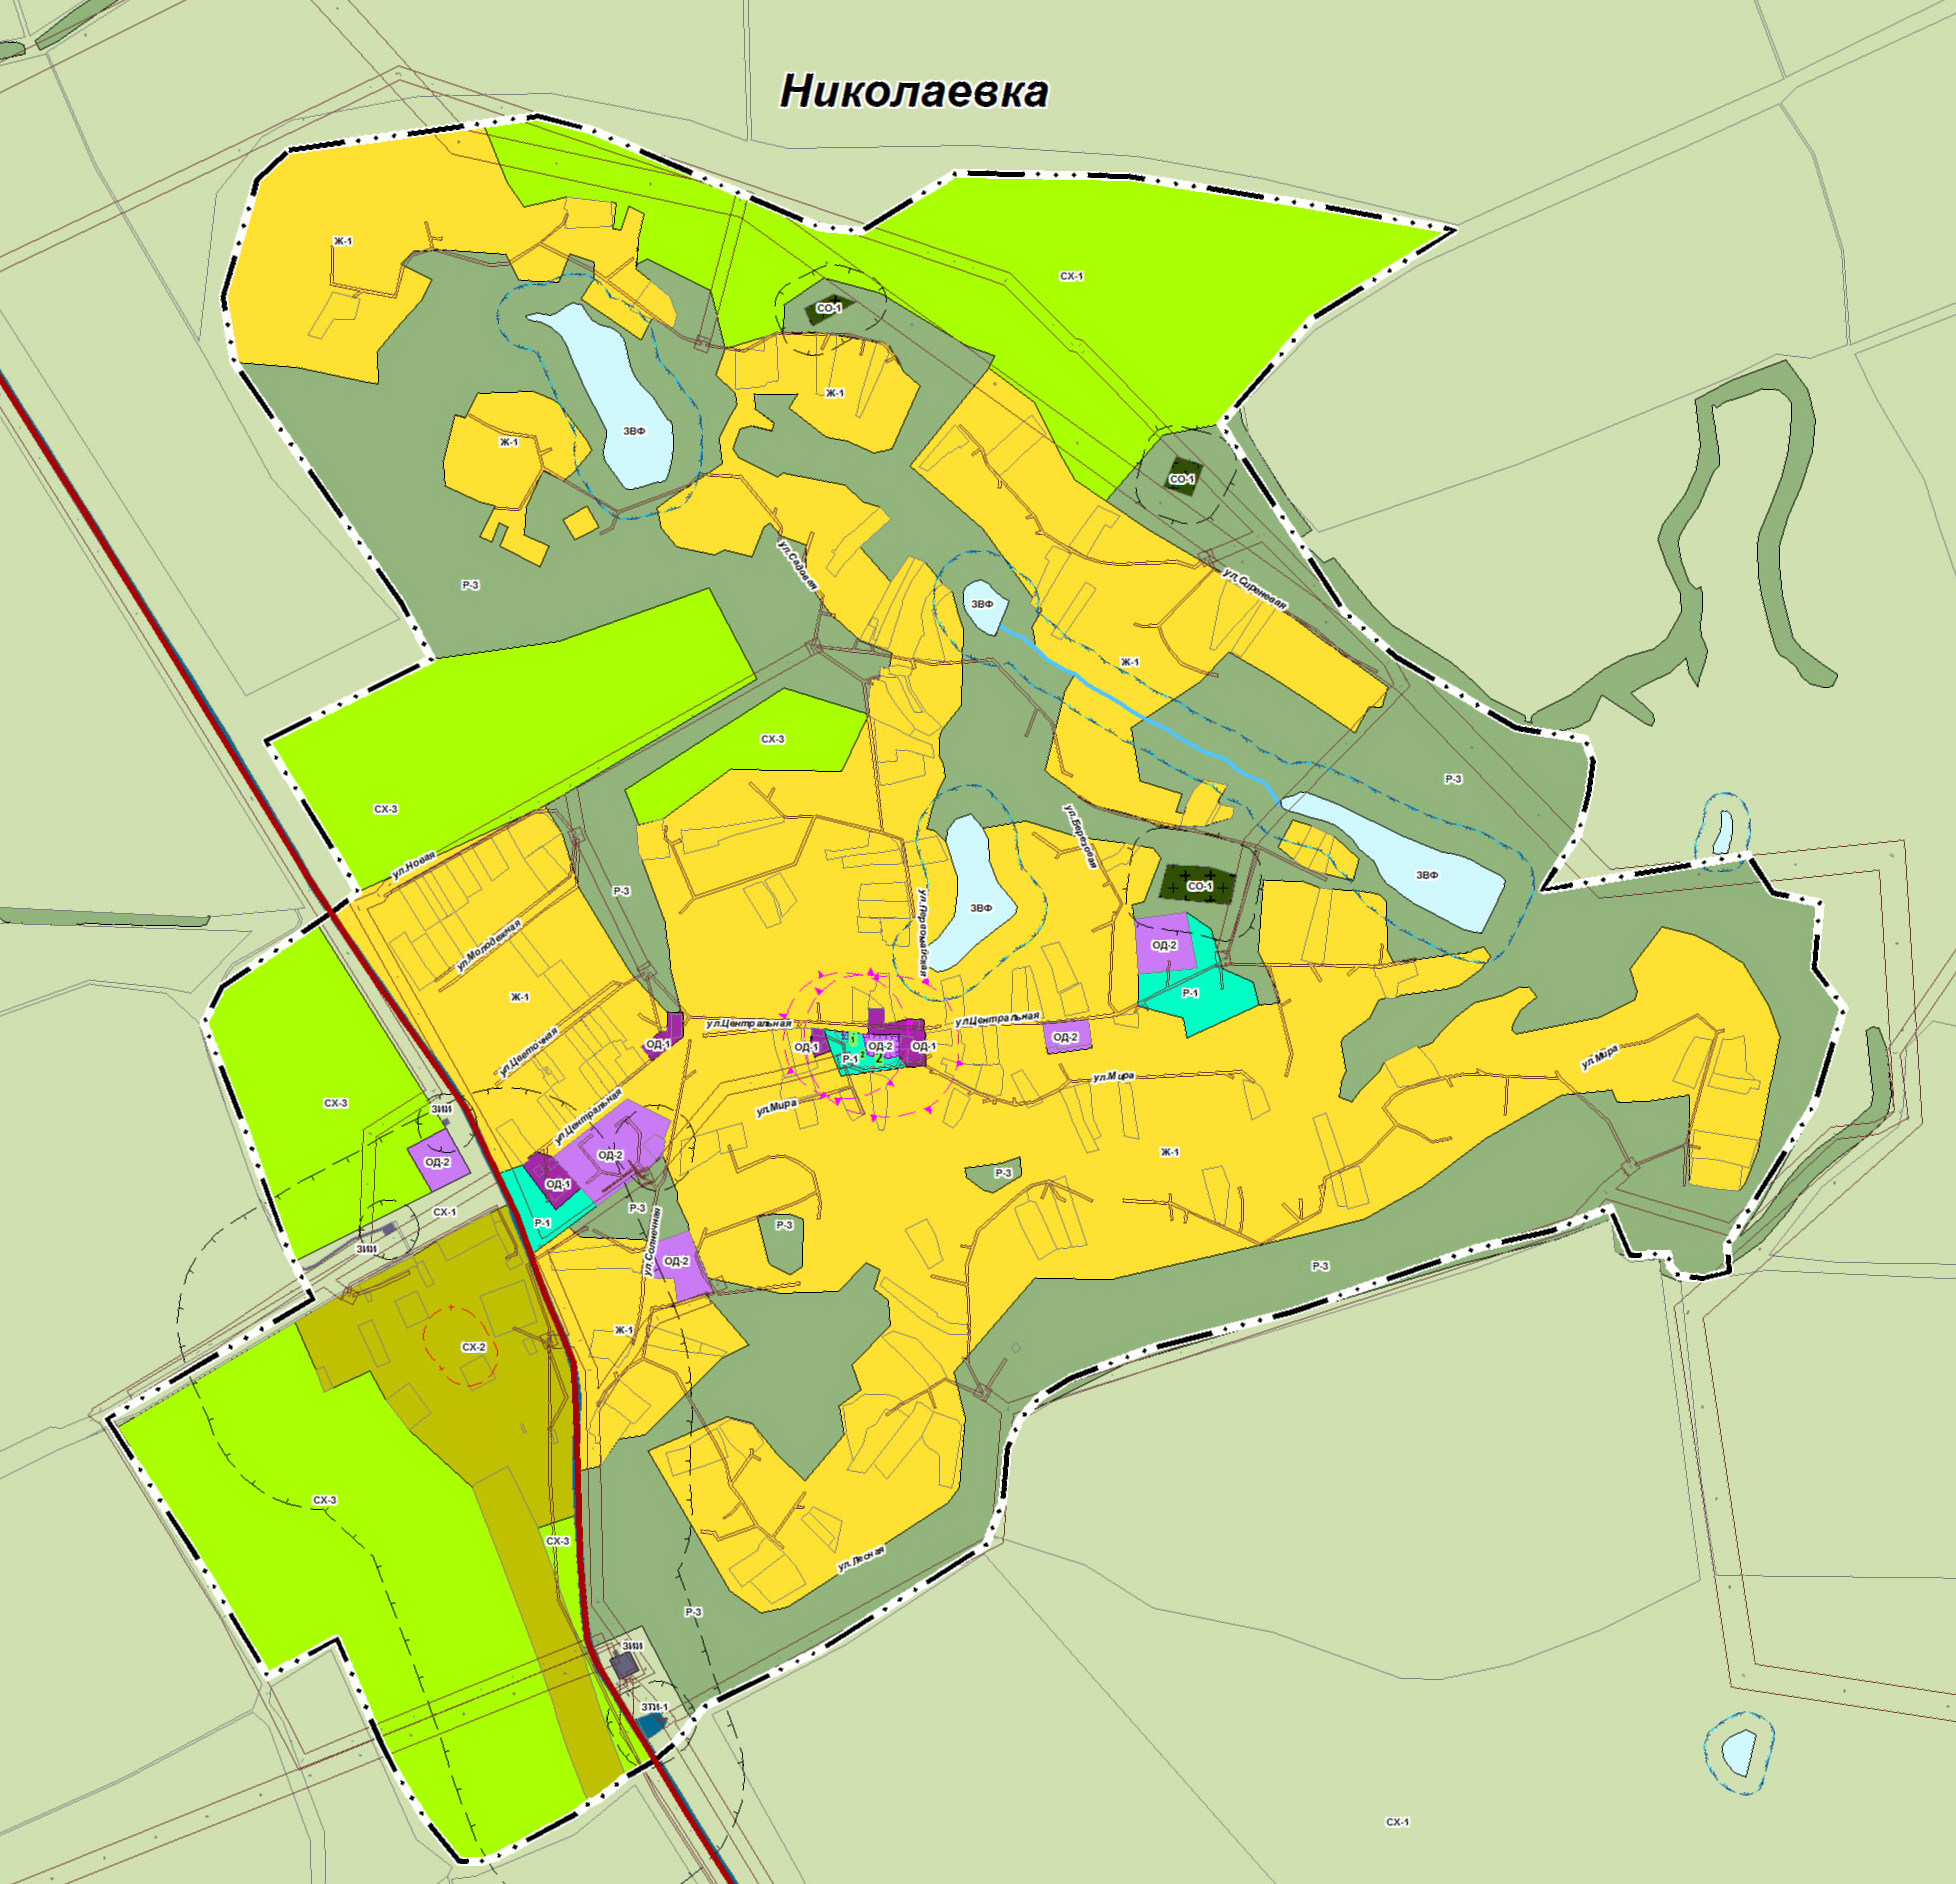 Николаевка
Ж-1
СХ-1
СО-1
Ж-1
ЗВФ
Ж-1
СО-1
ул.Садовая
Р-3
ул.Сиреневая
ЗВФ
Ж-1
СХ-3
Р-3
СХ-3
ул.Березовая
ул.Новая
ЗВФ
Р-3
СО-1
ЗВФ
ул.Первомайская
ул.Молодежная
ОД-2
Ж-1
Р-1
ул.Центральная
ул.Центральная
ул.Цветочная
ОД-1
ОД-1
1
ОД-2
ОД-1
ОД-2
Р-1
2
2
ул.Мира
ул.Мира
СХ-3
ЗИИ
ул.Мира
ул.Центральная
ОД-2
ОД-2
Ж-1
ОД-1
Р-3
СХ-1
Р-1
Р-3
Р-3
ЗИИ
ул.Солнечная
ОД-2
Р-3
Ж-1
СХ-2
СХ-3
СХ-3
ул.Лесная
Р-3
ЗИИ
ЗТИ-1
СХ-1